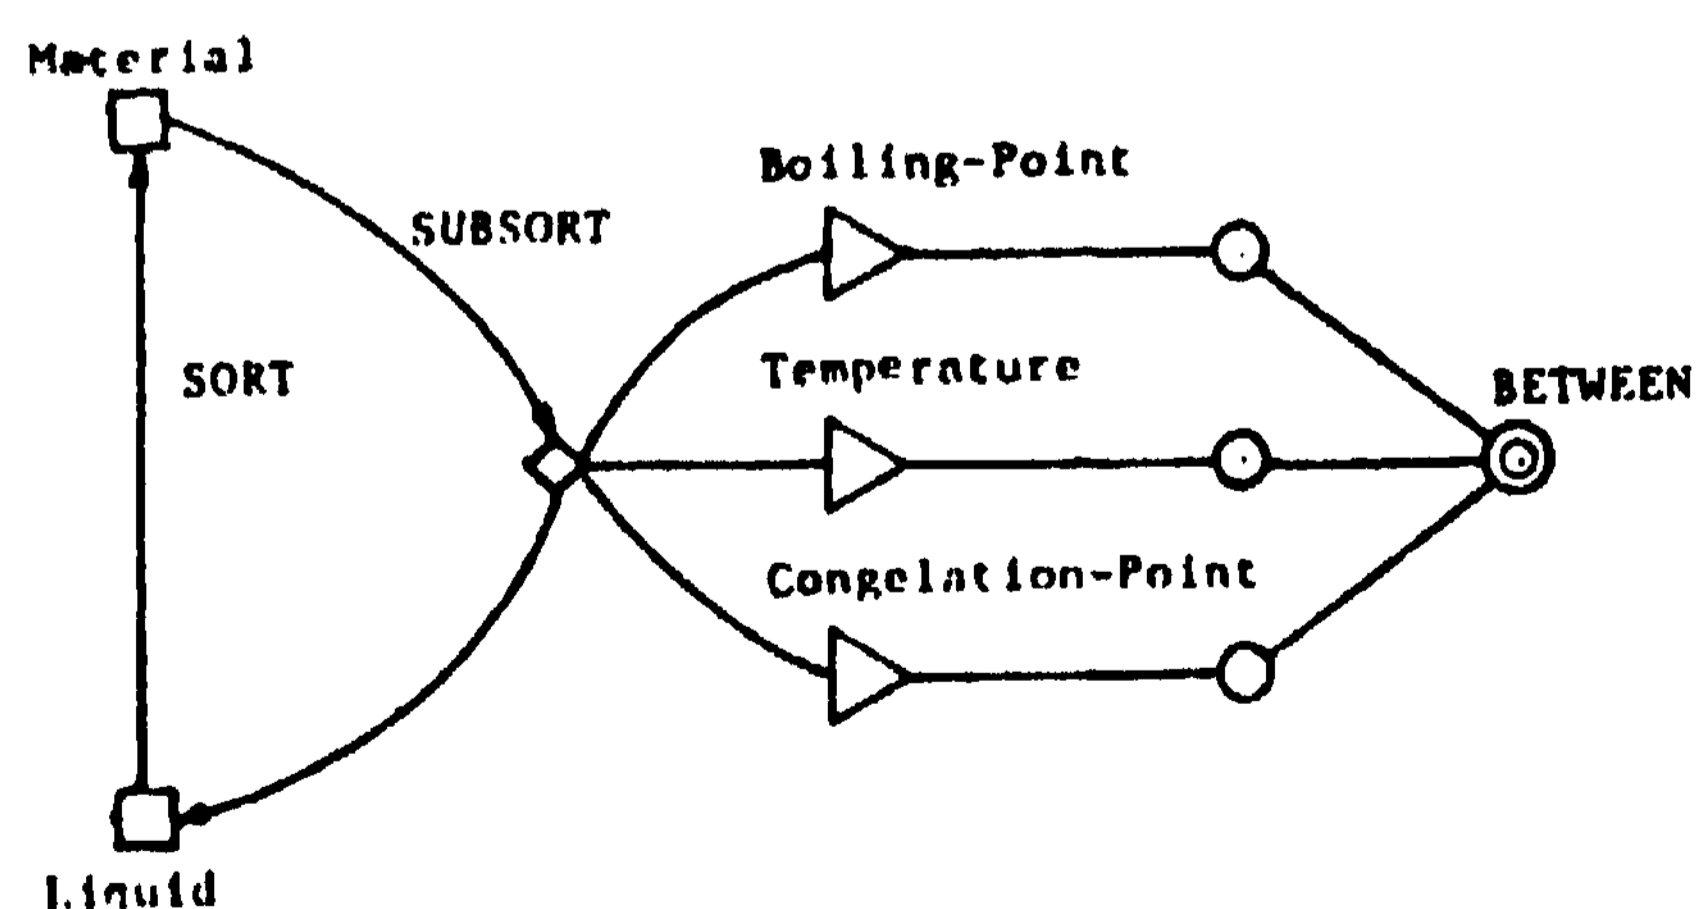 Material
Boiling-Point
SUBSORT
Temperature
SORT
BETWEEN
Congelation-Point
Liquid